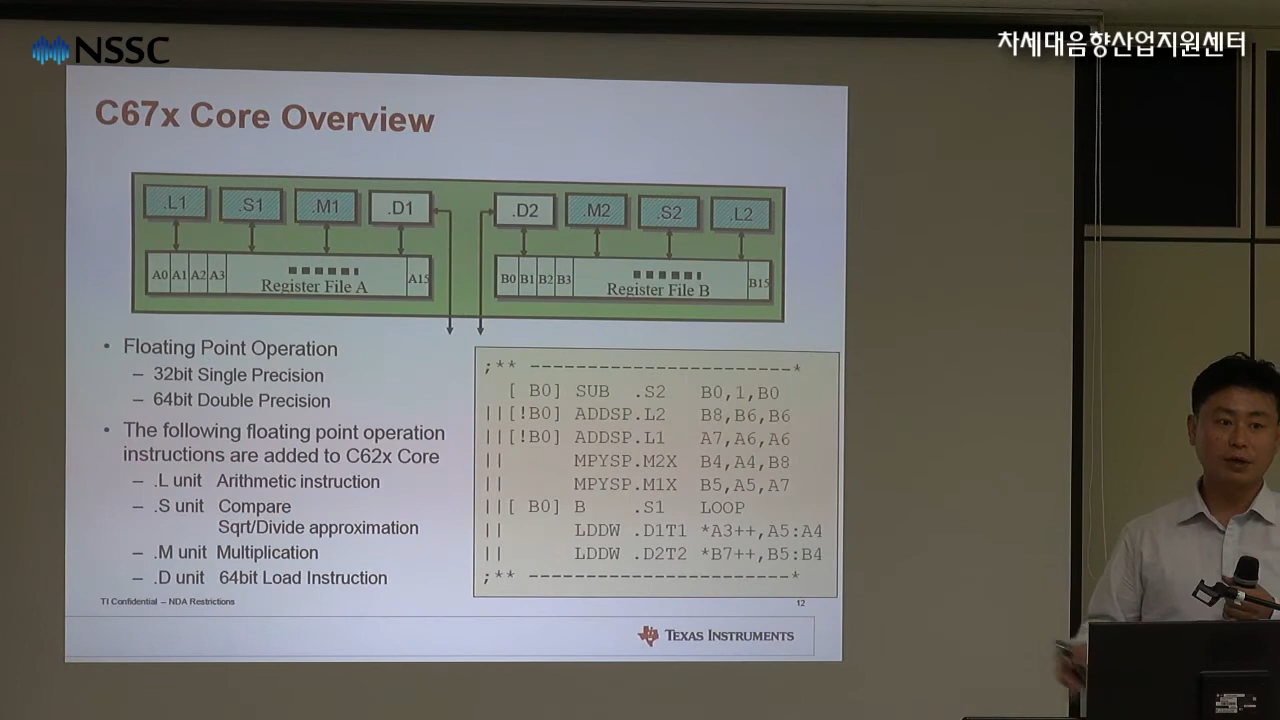 NSSC
차세대음향산업지원센터
C67x Core Overview
.L1 .S1 .M1 .D1 .D2 .M2 .S2 .L2
A0 A1 A2 A3 Register File A A15 B0 B1 B2 B3 Register File B B15
• Floating Point Operation
– 32bit Single Precision
– 64bit Double Precision
• The following floating point operation
instructions are added to C62x Core
– .L unit Arithmetic instruction
– .S unit Compare
Sqrt/Divide approximation
– .M unit Multiplication
– .D unit 64bit Load Instruction
;** -----------------------*
[ B0] SUB .S2 B0,1,B0
||[!B0] ADDSP.L2 B8,B6,B6
||[!B0] ADDSP.L1 A7,A6,A6
|| MPYSP.M2X B4,A4,B8
|| MPYSP.M1X B5,A5,A7
||[ B0] B .S1 LOOP
|| LDDW .D1T1 *A3++,A5:A4
|| LDDW .D2T2 *B7++,B5:B4
;** -----------------------*
TI Confidential – NDA Restrictions
12
TEXAS INSTRUMENTS